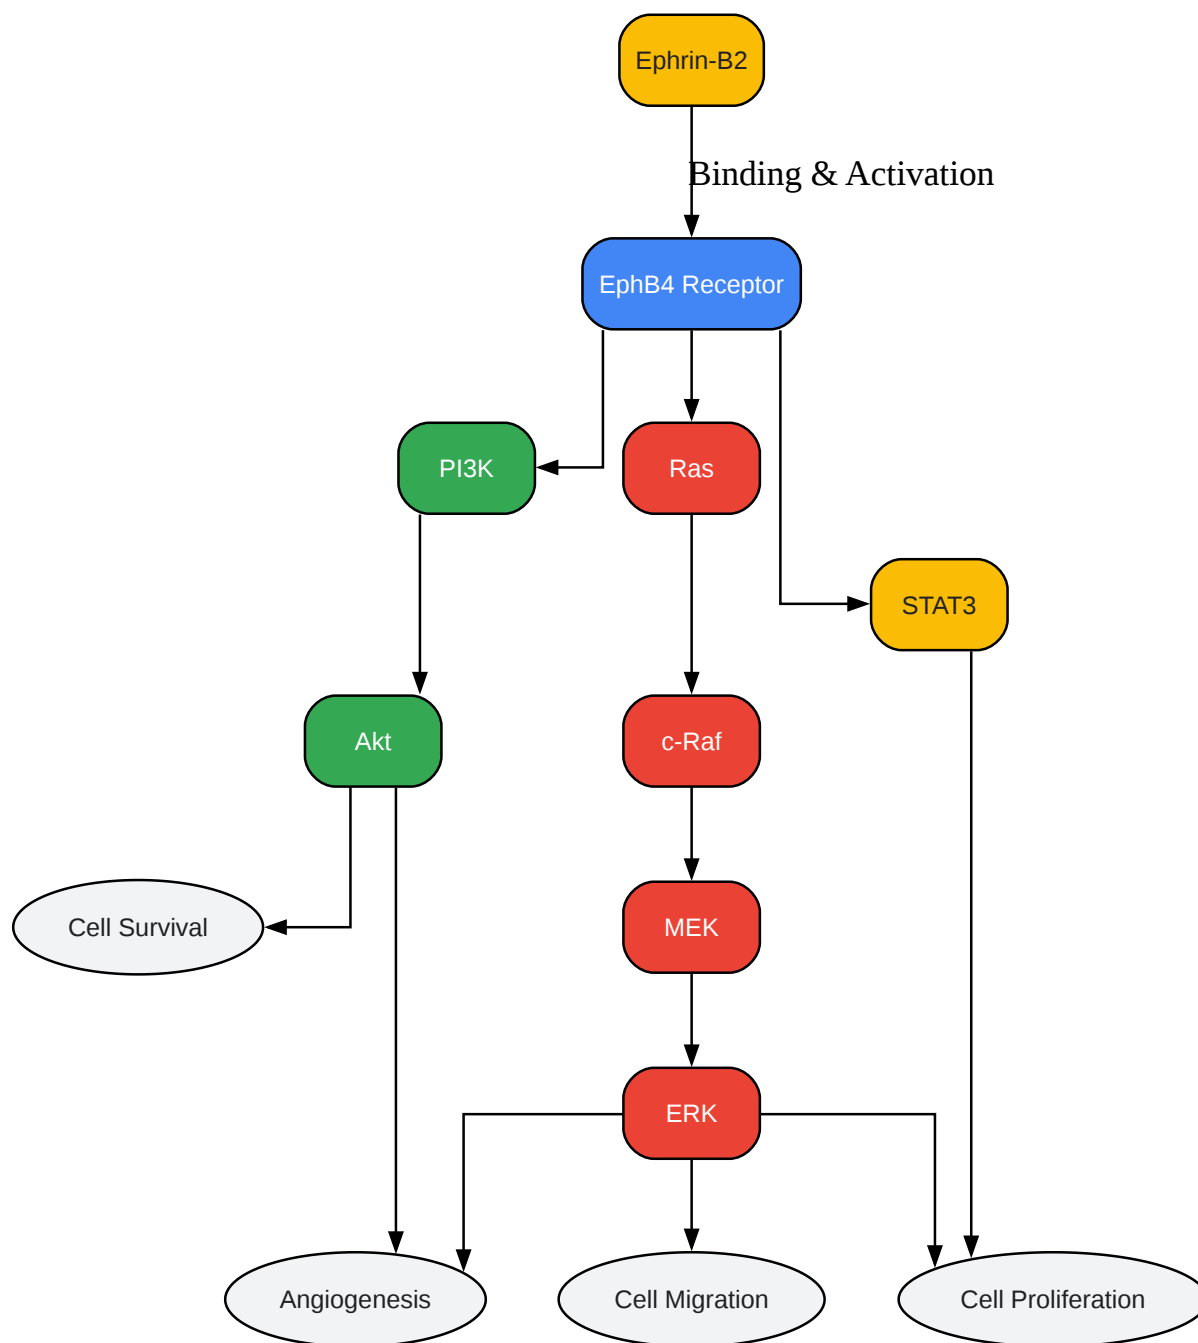 Ephrin-B2
Binding & Activation
EphB4 Receptor
PI3K
Ras
STAT3
Akt
c-Raf
Cell Survival
MEK
ERK
Angiogenesis
Cell Migration
Cell Proliferation